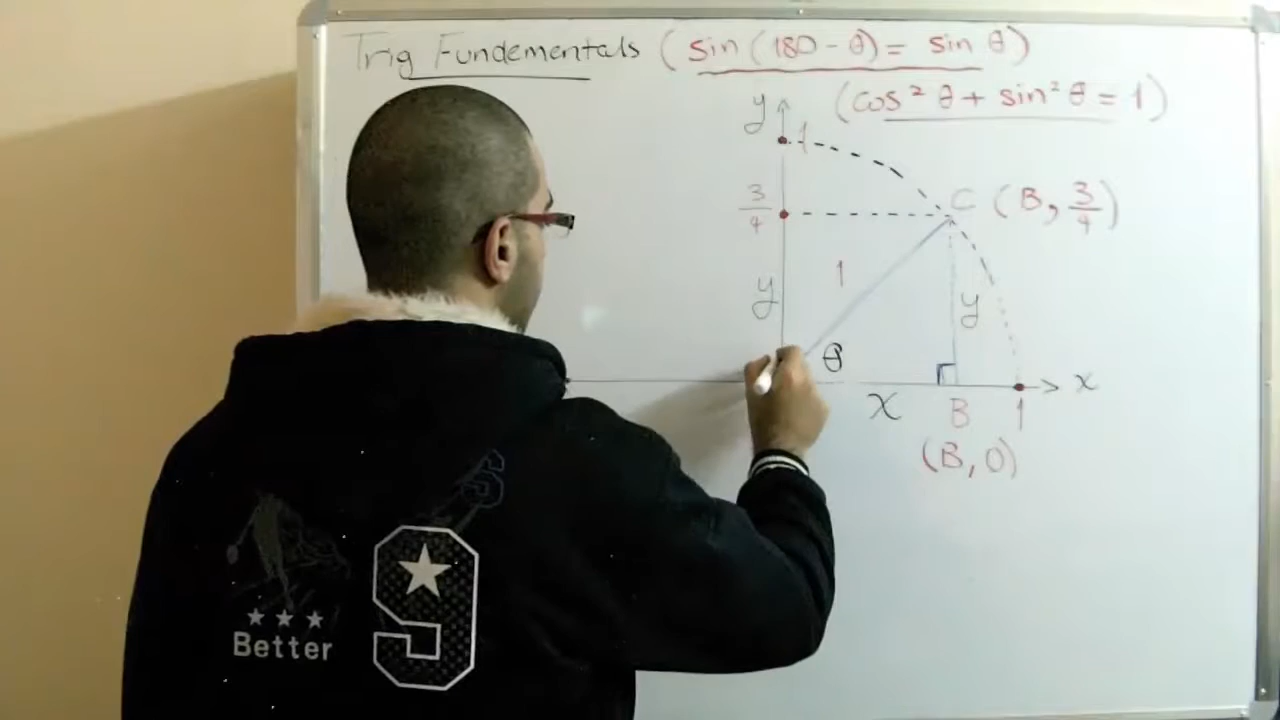 Trig Fundementals ( sin (180 - θ) = sin θ)
(cos² θ + sin² θ = 1)
y
1
3/4
C (B, 3/4)
1
y
y
θ
x
x
B
1
(B, 0)
S
9
Better